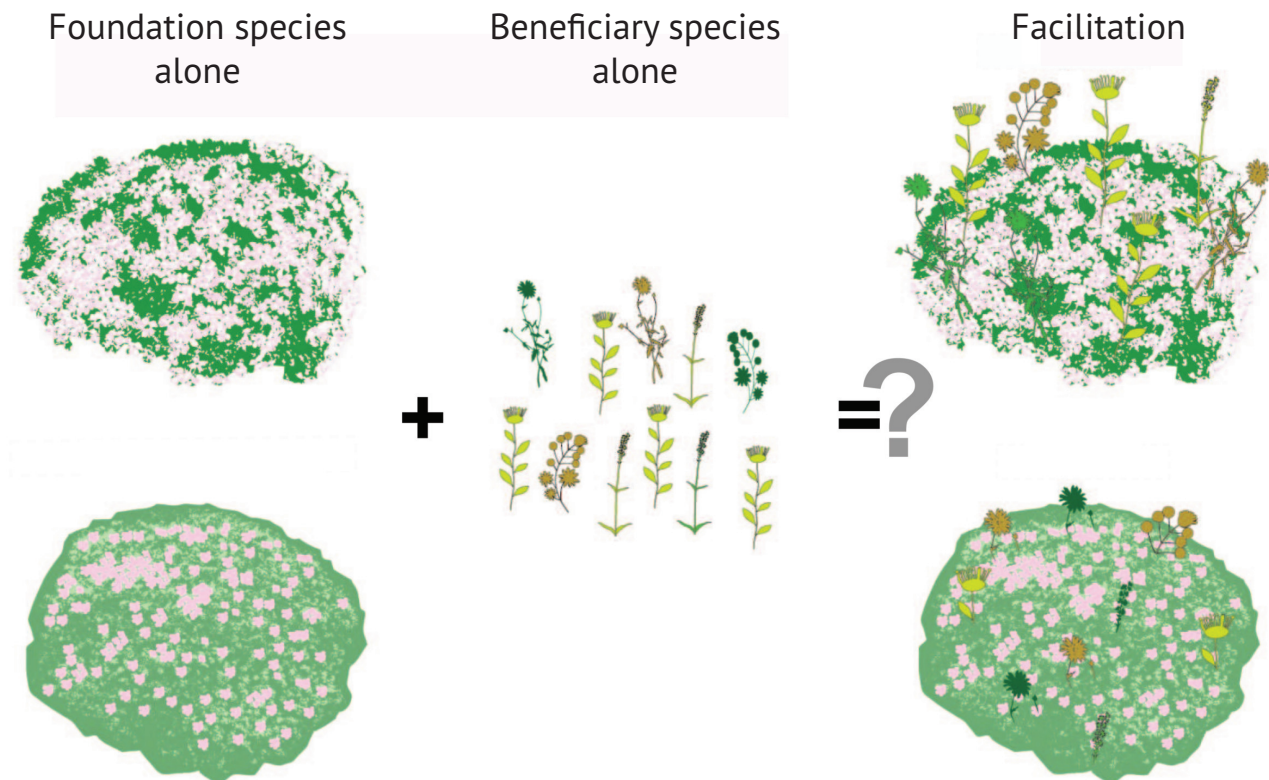 Foundation species
alone
Beneficiary species
alone
Facilitation
+
=?